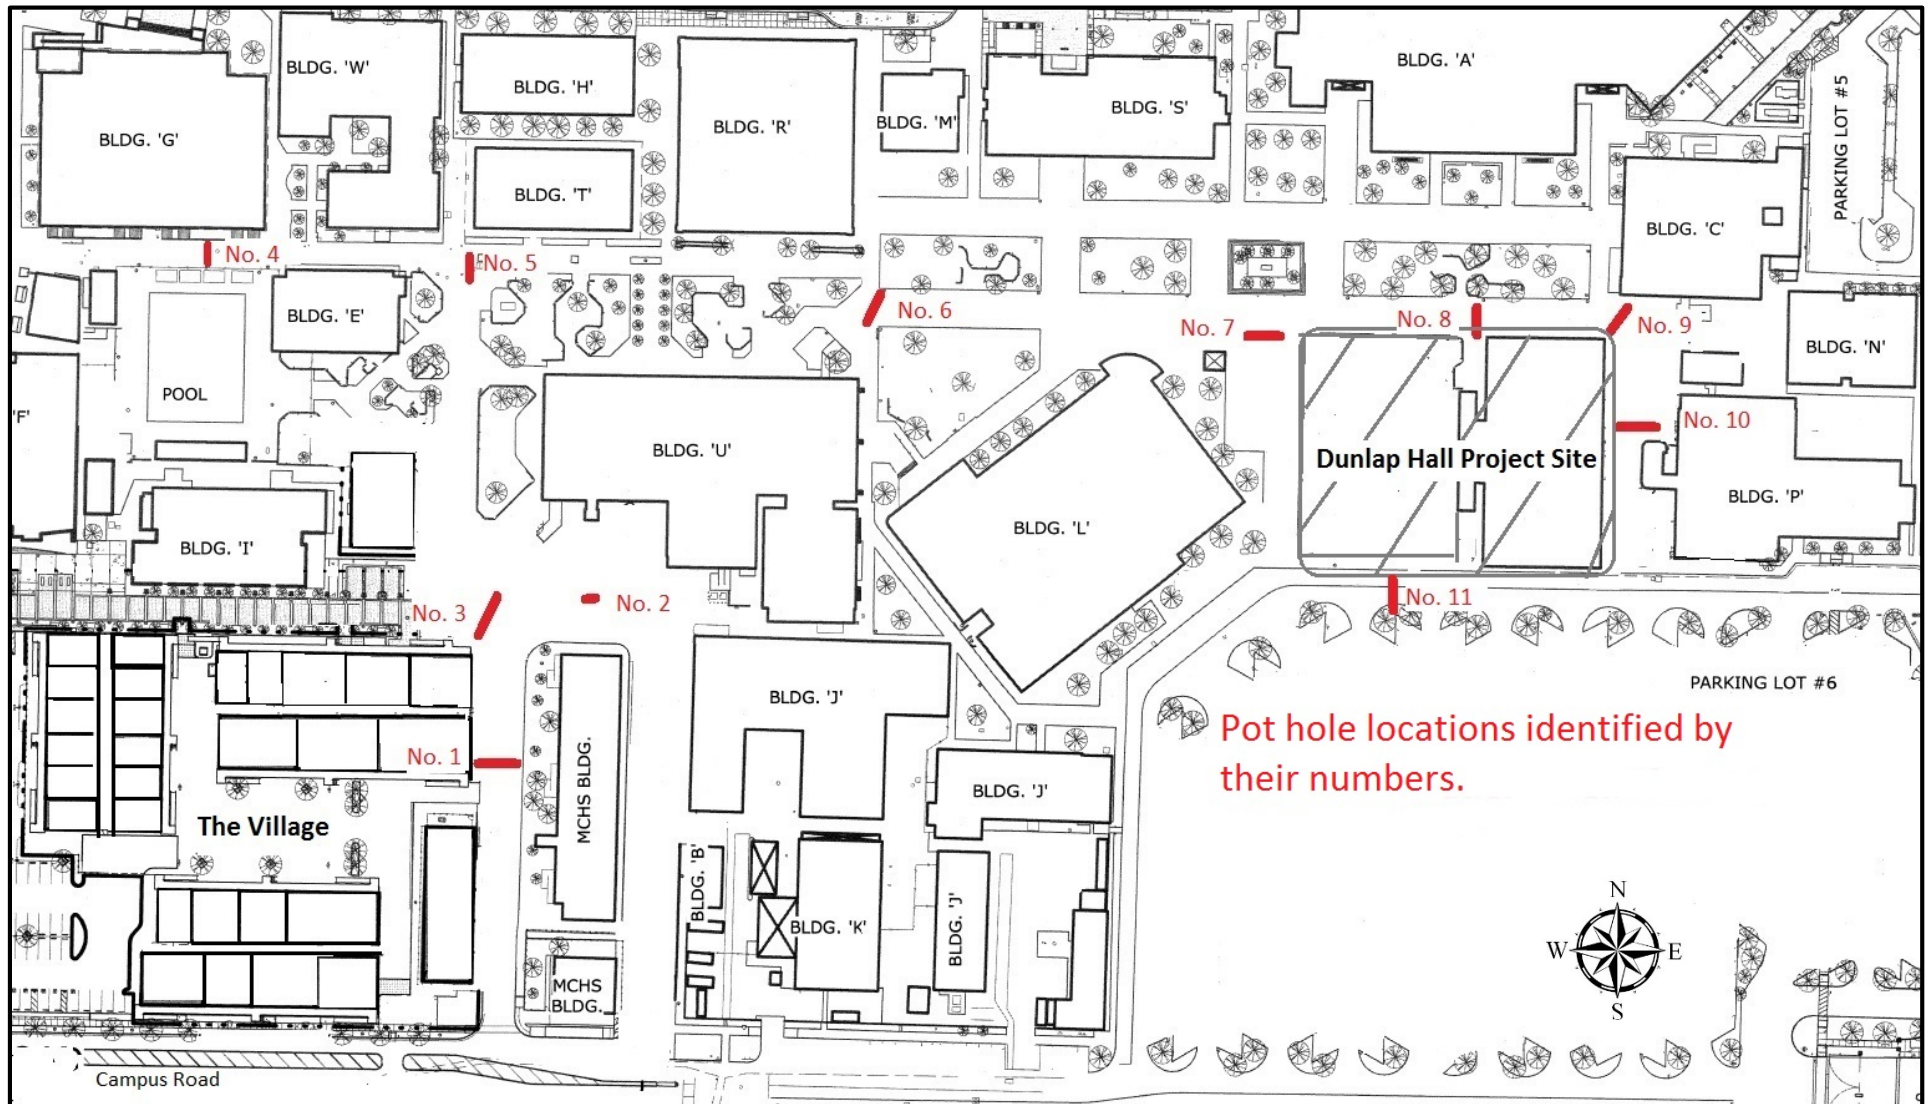 BLDG. 'A'
BLDG. 'W'
BLDG. 'H'
BLDG. 'S'
BLDG. 'M'
BLDG. 'R'
BLDG. 'G'
PARKING LOT #5
BLDG. 'T'
BLDG. 'C'
No. 4
No. 5
No. 6
BLDG. 'E'
No. 7
No. 8
No. 9
BLDG. 'N'
POOL
'F'
No. 10
BLDG. 'U'
Dunlap Hall Project Site
BLDG. 'P'
BLDG. 'L'
BLDG. 'I'
No. 3
No. 2
No. 11
PARKING LOT #6
BLDG. 'J'
Pot hole locations identified by
their numbers.
No. 1
MCHS BLDG.
BLDG. 'J'
The Village
BLDG. 'B'
BLDG. 'K'
BLDG. 'J'
N
W
E
S
MCHS
BLDG.
Campus Road